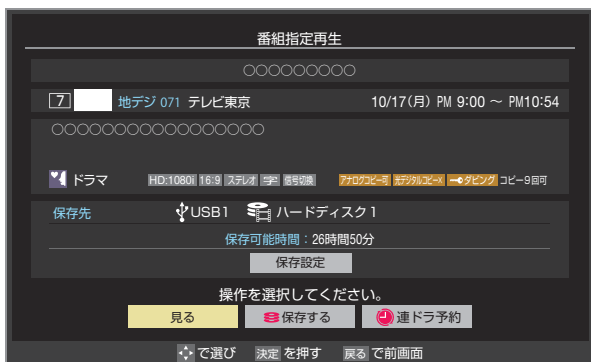 番組指定再生
○○○○○○○○○
7 地デジ 071 テレビ東京 10/17(月) PM 9:00 ～ PM10:54
○○○○○○○○○○○○○○○○○
ドラマ HD:1080i 16:9 ステレオ 字 信号切換 アナログコピー可 光デジタルコピー× ダビング コピー9回可
保存先 USB1 ハードディスク1
保存可能時間：26時間50分
保存設定
操作を選択してください。
見る 保存する 連ドラ予約
で選び 決定 を押す 戻る で前画面